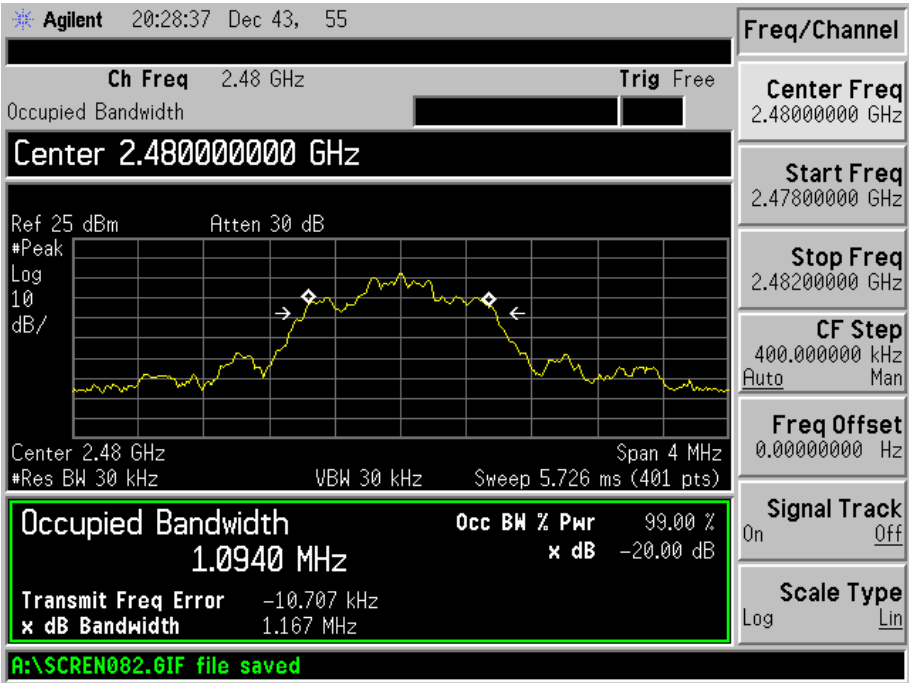 Agilent 20:28:37 Dec 43, 55
Ch Freq 2.48 GHz Trig Free
Occupied Bandwidth
Center 2.480000000 GHz
Ref 25 dBm Atten 30 dB
#Peak
Log
10
dB/
Center 2.48 GHz Span 4 MHz
#Res BW 30 kHz VBW 30 kHz Sweep 5.726 ms (401 pts)
Occupied Bandwidth
1.0940 MHz
Occ BW % Pwr 99.00 %
x dB -20.00 dB
Transmit Freq Error -10.707 kHz
x dB Bandwidth 1.167 MHz
A:\SCREN082.GIF file saved
Freq/Channel
Center Freq
2.48000000 GHz
Start Freq
2.47800000 GHz
Stop Freq
2.48200000 GHz
CF Step
400.000000 kHz
Auto Man
Freq Offset
0.00000000 Hz
Signal Track
On Off
Scale Type
Log Lin